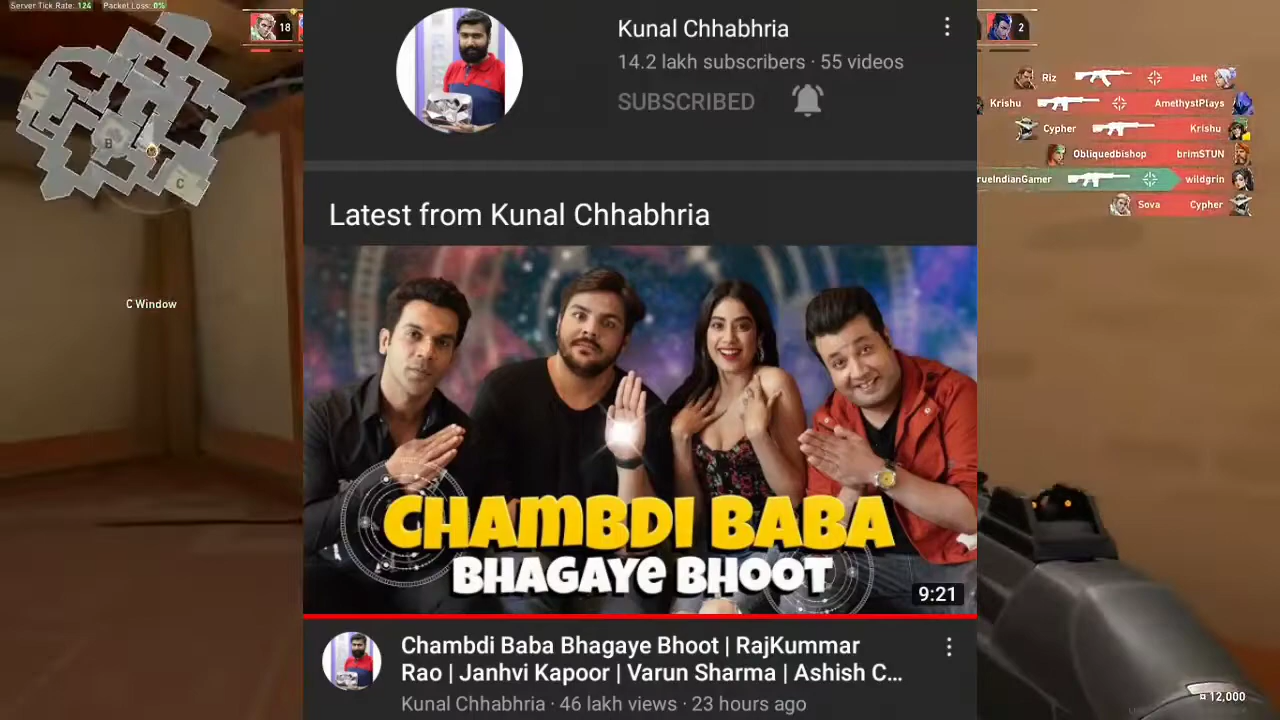 Server Tick Rate: 124
Packet Loss: 0%
18
2
A
B
C
C Window
Kunal Chhabhria
14.2 lakh subscribers · 55 videos
SUBSCRIBED
Latest from Kunal Chhabhria
CHAMBDI BABA
BHAGAYE BHOOT
9:21
Chambdi Baba Bhagaye Bhoot | RajKummar
Rao | Janhvi Kapoor | Varun Sharma | Ashish C...
Kunal Chhabhria · 46 lakh views · 23 hours ago
Riz Jett
Krishu AmethystPlays
Cypher Krishu
Obliquedbishop brimSTUN
rueIndianGamer wildgrin
Sova Cypher
12,000